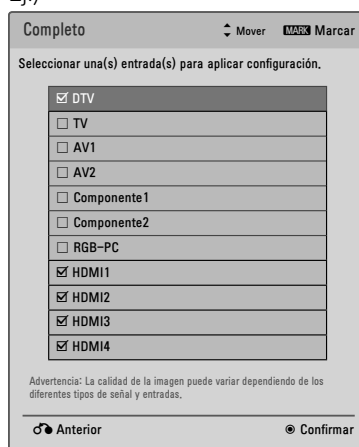 Completo Mover MARK Marcar
Seleccionar una(s) entrada(s) para aplicar configuración.
☑ DTV
☐ TV
☐ AV1
☐ AV2
☐ Componente1
☐ Componente2
☐ RGB-PC
☑ HDMI1
☑ HDMI2
☑ HDMI3
☑ HDMI4
Advertencia: La calidad de la imagen puede variar dependiendo de los
diferentes tipos de señal y entradas.
Anterior ◉ Confirmar